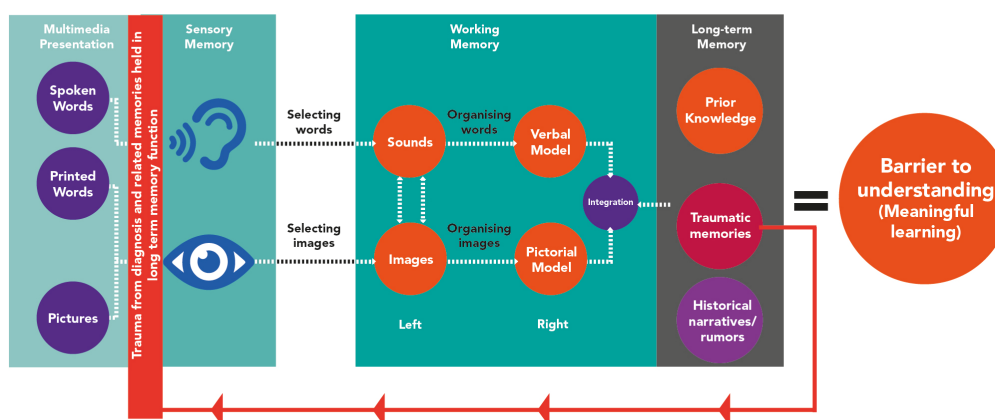 Multimedia
Presentation
Spoken
Words
Printed
Words
Pictures
Trauma from diagnosis and related memories held in
long term memory function
Sensory
Memory
Selecting
words
Selecting
images
Working
Memory
Sounds
Organising
words
Verbal
Model
Integration
Images
Organising
images
Pictorial
Model
Left
Right
Long-term
Memory
Prior
Knowledge
Traumatic
memories
Historical
narratives/
rumors
=
Barrier to
understanding
(Meaningful
learning)